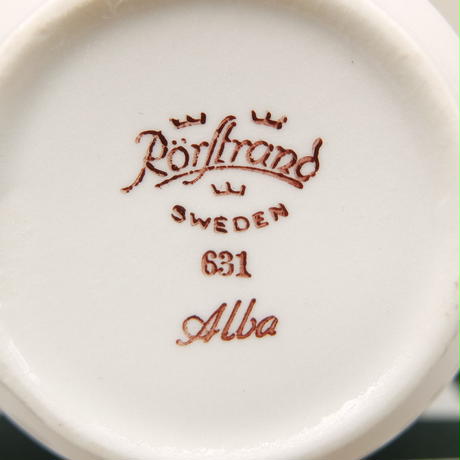 Rörstrand
SWEDEN
631
Alba